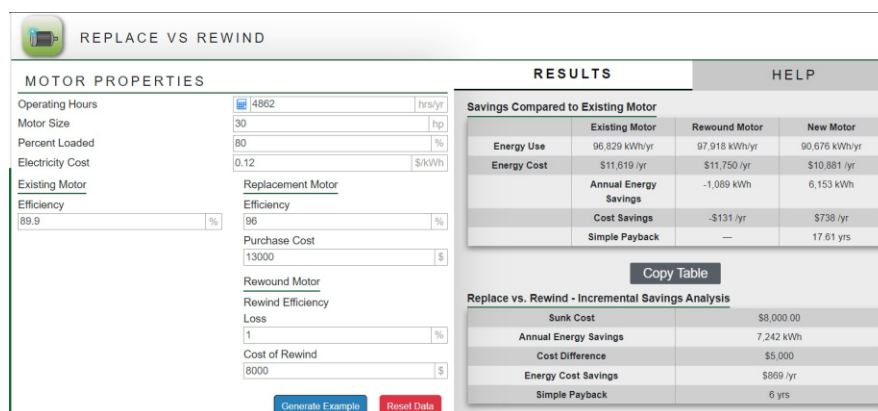 REPLACE VS REWIND
MOTOR PROPERTIES
Operating Hours 4862 hrs/yr
Motor Size 30 hp
Percent Loaded 80 %
Electricity Cost 0.12 $/kWh
Existing Motor
Efficiency
89.9 %
Replacement Motor
Efficiency
96 %
Purchase Cost
13000 $
Rewound Motor
Rewind Efficiency
Loss
1 %
Cost of Rewind
8000 $
Generate Example Reset Data
RESULTS HELP
Savings Compared to Existing Motor
Existing Motor Rewound Motor New Motor
Energy Use 96,829 kWh/yr 97,918 kWh/yr 90,676 kWh/yr
Energy Cost $11,619 /yr $11,750 /yr $10,881 /yr
Annual Energy -1,089 kWh 6,153 kWh
Savings
Cost Savings -$131 /yr $738 /yr
Simple Payback — 17.61 yrs
Copy Table
Replace vs. Rewind - Incremental Savings Analysis
Sunk Cost $8,000.00
Annual Energy Savings 7,242 kWh
Cost Difference $5,000
Energy Cost Savings $869 /yr
Simple Payback 6 yrs